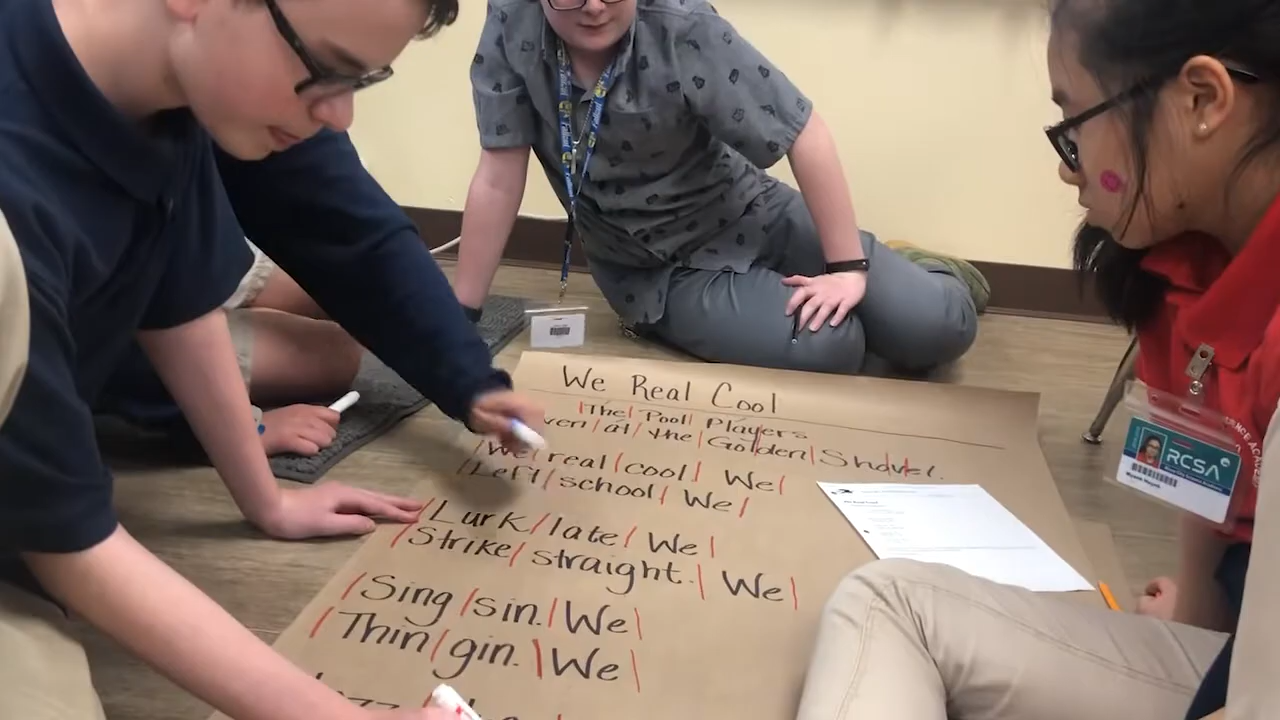 We Real Cool
The| Pool| Players
at| the| Golden| Shovel.
We| real| cool| We|
Left| school| We|
Lurk| late| We|
Strike| straight.| We|
Sing| sin.| We|
Thin| gin.| We|
RCSA